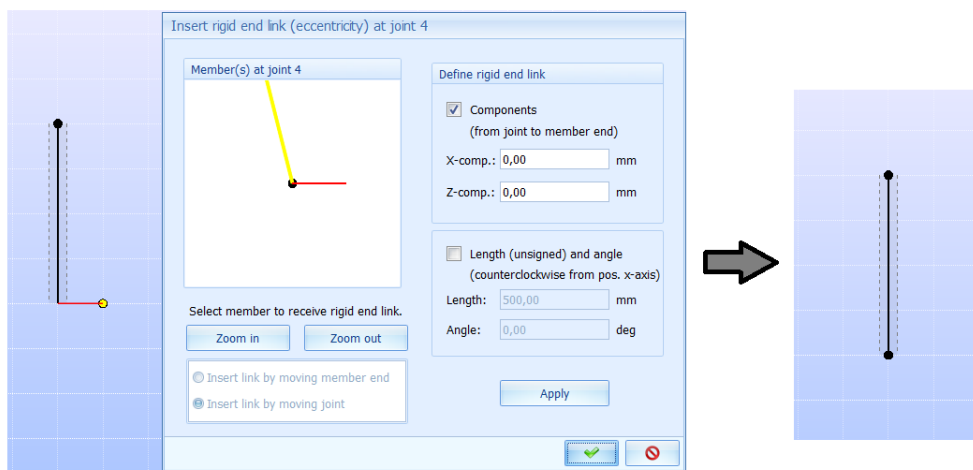 Insert rigid end link (eccentricity) at joint 4
Member(s) at joint 4
Select member to receive rigid end link.
Zoom in
Zoom out
Insert link by moving member end
Insert link by moving joint
Define rigid end link
Components
(from joint to member end)
X-comp.: 0,00 mm
Z-comp.: 0,00 mm
Length (unsigned) and angle
(counterclockwise from pos. x-axis)
Length: 500,00 mm
Angle: 0,00 deg
Apply